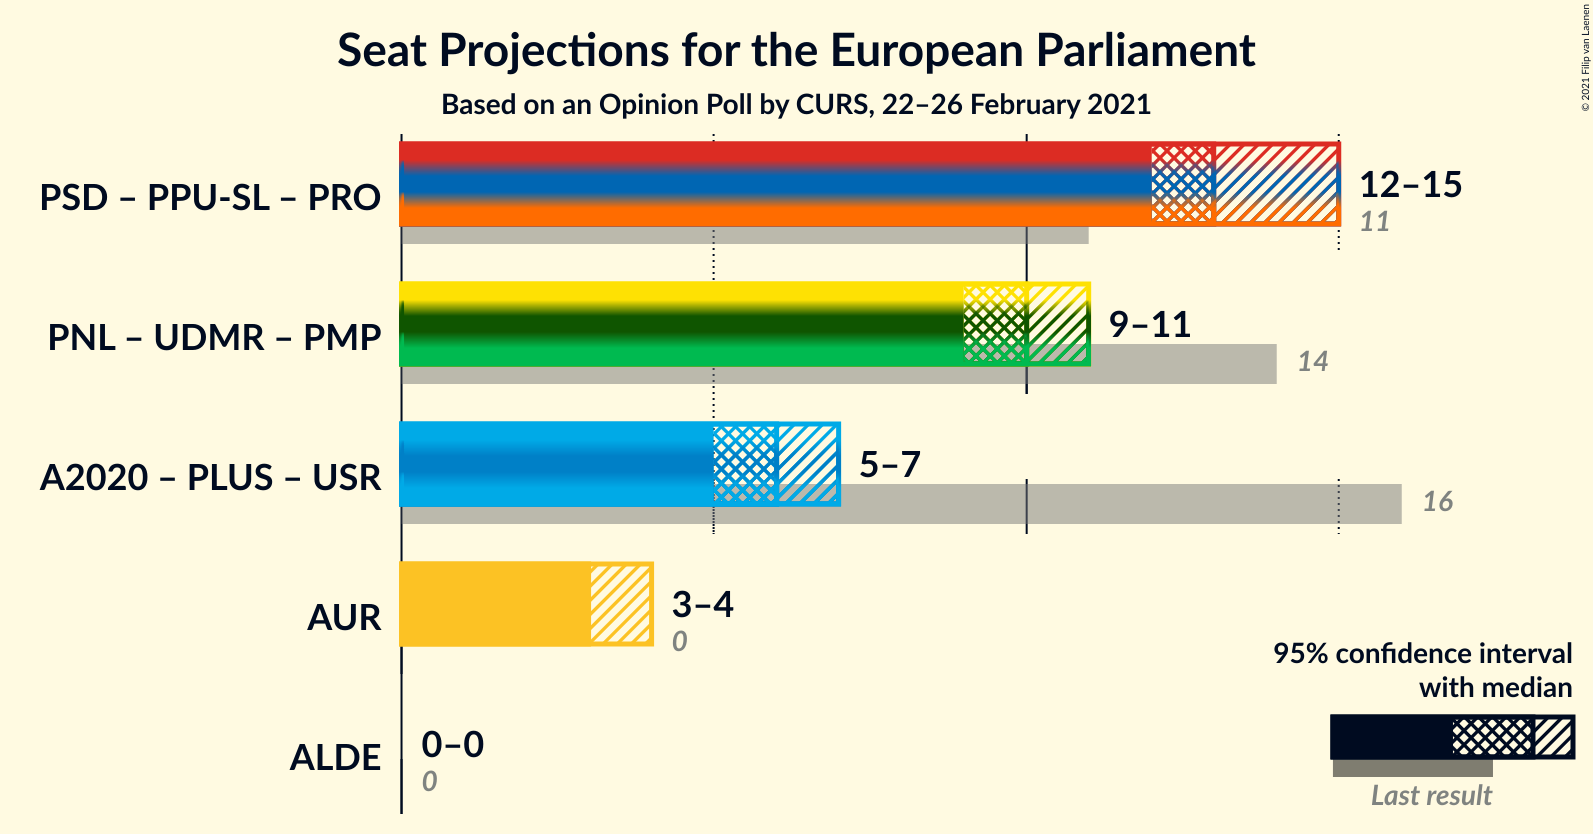 Seat Projections for the European Parliament
Based on an Opinion Poll by CURS, 22–26 February 2021
© 2021 Filip van Laenen
PSD – PPU-SL – PRO
12–15
11
PNL – UDMR – PMP
9–11
14
A2020 – PLUS – USR
5–7
16
AUR
3–4
0
ALDE
0–0
0
95% confidence interval
with median
Last result